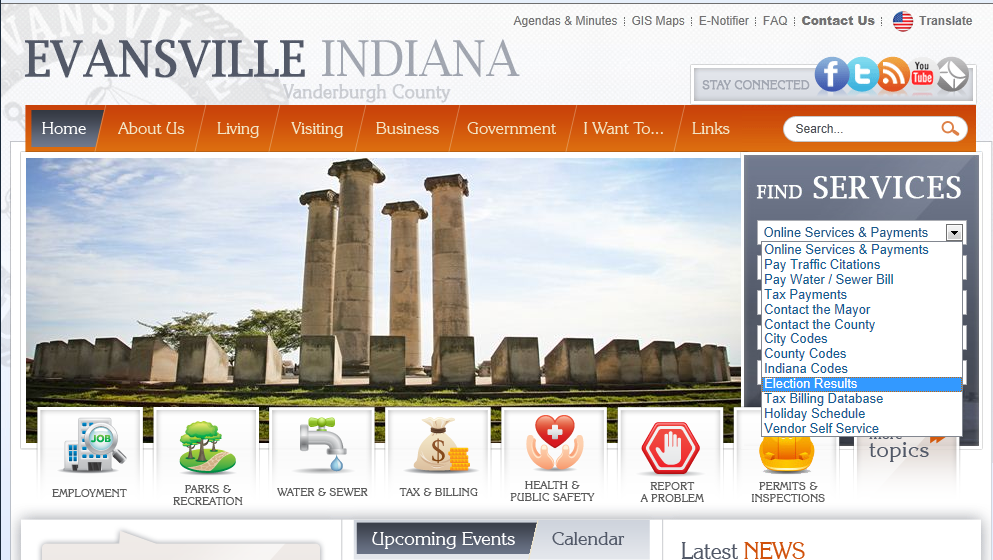 Agendas & Minutes | GIS Maps | E-Notifier | FAQ | Contact Us | Translate
EVANSVILLE INDIANA
Vanderburgh County
STAY CONNECTED
You Tube
Home About Us Living Visiting Business Government I Want To... Links Search...
FIND SERVICES
Online Services & Payments
Online Services & Payments
Pay Traffic Citations
Pay Water / Sewer Bill
Tax Payments
Contact the Mayor
Contact the County
City Codes
County Codes
Indiana Codes
Election Results
Tax Billing Database
Holiday Schedule
Vendor Self Service
JOB
EMPLOYMENT
PARKS &
RECREATION
WATER & SEWER
TAX & BILLING
HEALTH &
PUBLIC SAFETY
REPORT
A PROBLEM
PERMITS &
INSPECTIONS
more
topics
Upcoming Events Calendar
Latest NEWS